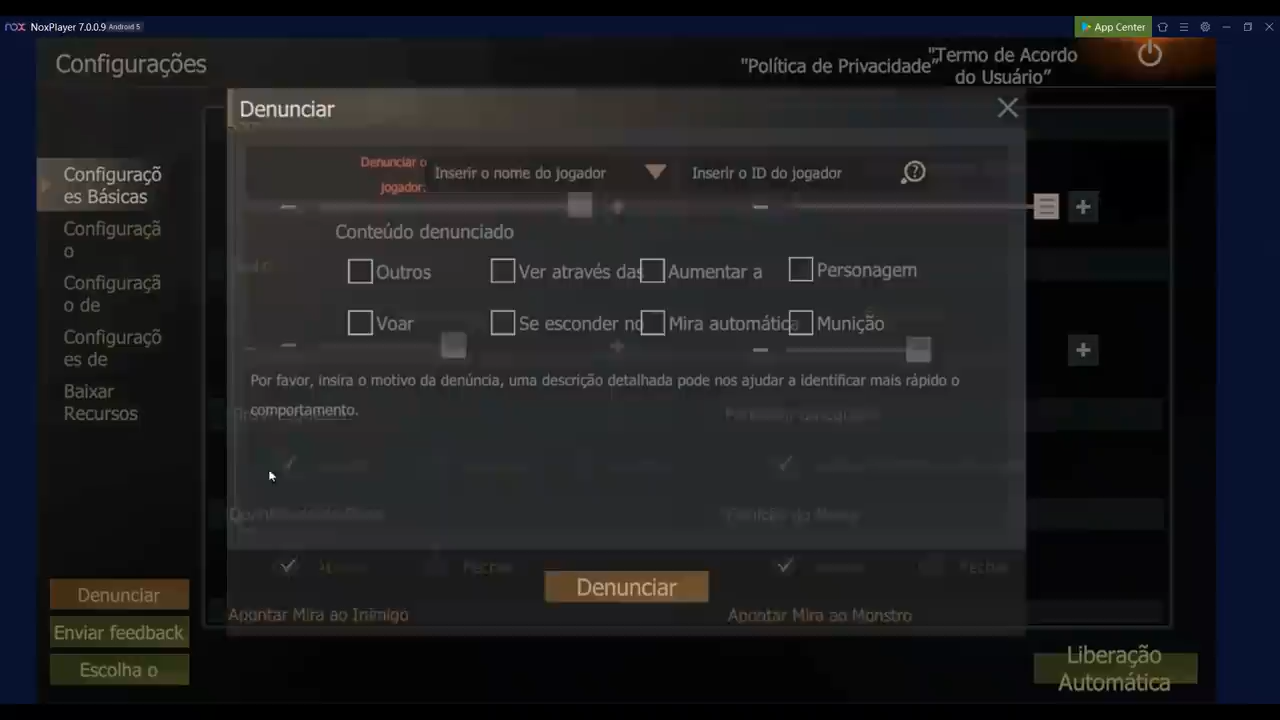 nox NoxPlayer 7.0.0.9 Android 5
App Center
Configurações
"Política de Privacidade"
"Termo de Acordo
do Usuário"
Denunciar
Configuraçõ
es Básicas
Configuraçã
o
Configuraçã
o de
Configuraçõ
es de
Baixar
Recursos
Denunciar o
jogador:
Inserir o nome do jogador
Inserir o ID do jogador
Conteúdo denunciado
Outros
Ver através das
Aumentar a
Personagem
Voar
Se esconder no
Mira automática
Munição
Por favor, insira o motivo da denúncia, uma descrição detalhada pode nos ajudar a identificar mais rápido o
comportamento.
Fechar
Fechar
Denunciar
Apontar Mira ao Inimigo
Apontar Mira ao Monstro
Denunciar
Enviar feedback
Escolha o
Liberação
Automática